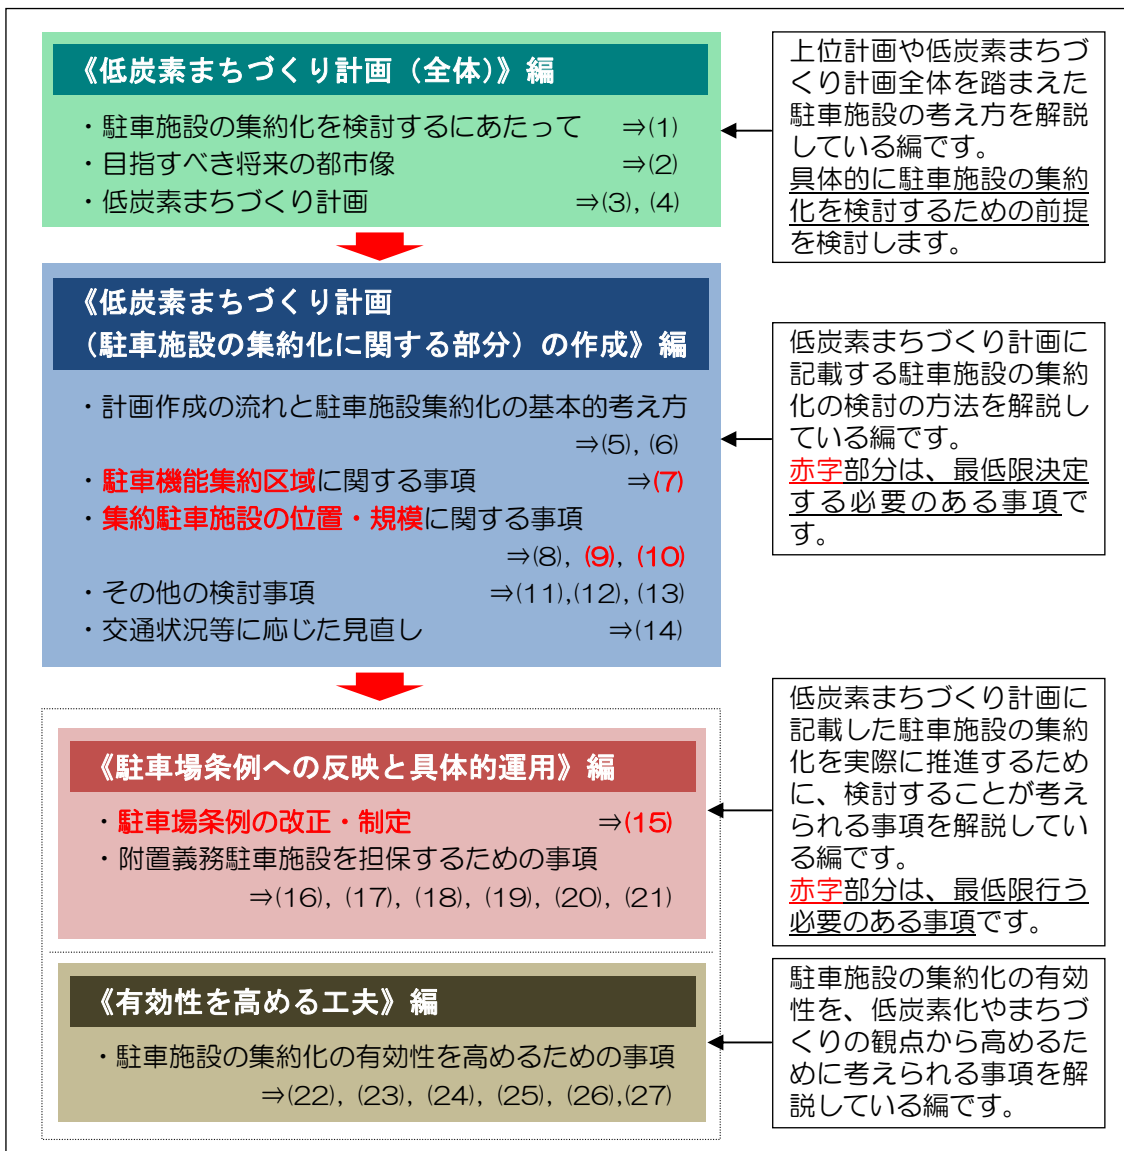 《低炭素まちづくり計画（全体）》編
・駐車施設の集約化を検討するにあたって ⇒(1)
・目指すべき将来の都市像 ⇒(2)
・低炭素まちづくり計画 ⇒(3), (4)
上位計画や低炭素まちづ
くり計画全体を踏まえた
駐車施設の考え方を解説
している編です。
具体的に駐車施設の集約
化を検討するための前提
を検討します。
《低炭素まちづくり計画
（駐車施設の集約化に関する部分）の作成》編
・計画作成の流れと駐車施設集約化の基本的考え方
⇒(5), (6)
・駐車機能集約区域に関する事項 ⇒(7)
・集約駐車施設の位置・規模に関する事項
⇒(8), (9), (10)
・その他の検討事項 ⇒(11),(12), (13)
・交通状況等に応じた見直し ⇒(14)
低炭素まちづくり計画に
記載する駐車施設の集約
化の検討の方法を解説し
ている編です。
赤字部分は、最低限決定
する必要のある事項で
す。
《駐車場条例への反映と具体的運用》編
・駐車場条例の改正・制定 ⇒(15)
・附置義務駐車施設を担保するための事項
⇒(16), (17), (18), (19), (20), (21)
低炭素まちづくり計画に
記載した駐車施設の集約
化を実際に推進するため
に、検討することが考え
られる事項を解説してい
る編です。
赤字部分は、最低限行う
必要のある事項です。
《有効性を高める工夫》編
・駐車施設の集約化の有効性を高めるための事項
⇒(22), (23), (24), (25), (26),(27)
駐車施設の集約化の有効
性を、低炭素化やまちづ
くりの観点から高めるた
めに考えられる事項を解
説している編です。